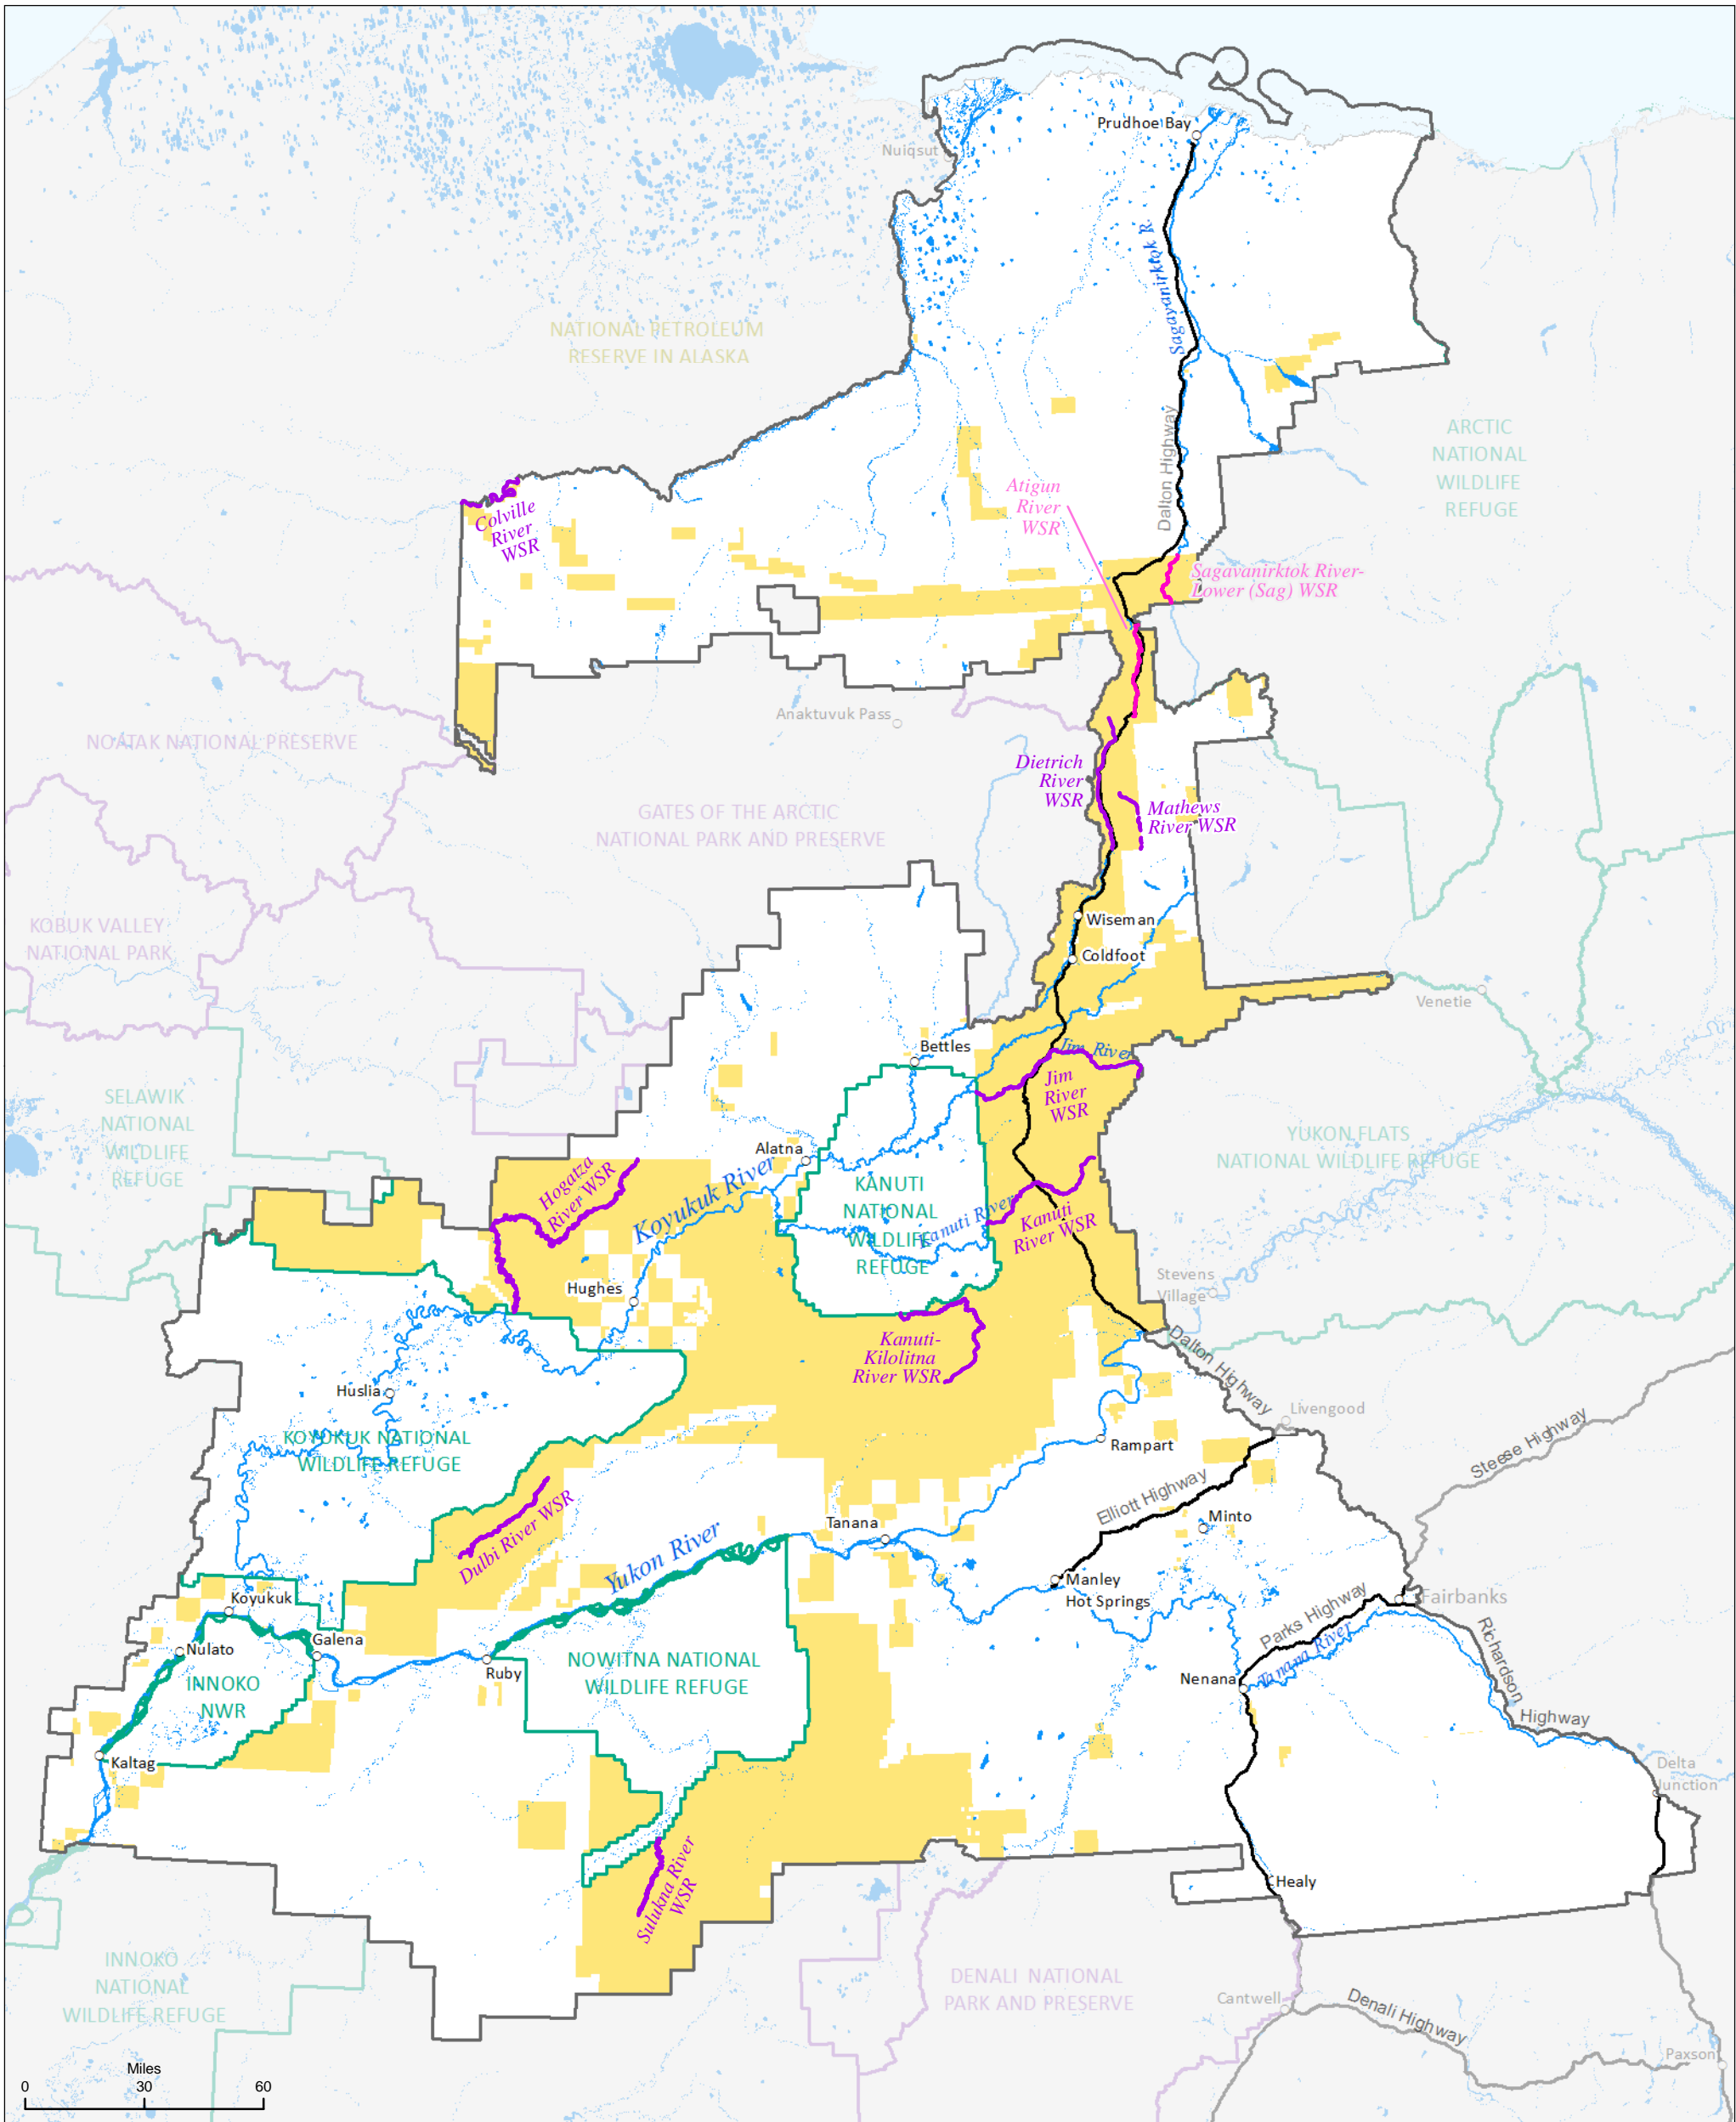 Prudhoe Bay
Nuiqsut
Sagavanirktok R.
NATIONAL PETROLEUM
RESERVE IN ALASKA
Dalton Highway
ARCTIC
NATIONAL
WILDLIFE
REFUGE
Atigun
River
WSR
Colville
River
WSR
Sagavanirktok River-
Lower (Sag) WSR
Anaktuvuk Pass
NOATAK NATIONAL PRESERVE
Dietrich
River
WSR
Mathews
River WSR
GATES OF THE ARCTIC
NATIONAL PARK AND PRESERVE
Wiseman
KOBUK VALLEY
NATIONAL PARK
Coldfoot
Venetie
Bettles
Jim River
Jim
River
WSR
SELAWIK
NATIONAL
WILDLIFE
REFUGE
YUKON FLATS
NATIONAL WILDLIFE REFUGE
Alatna
Hogatza
River WSR
Koyukuk River
KANUTI
NATIONAL
WILDLIFE
REFUGE
Kanuti River
Kanuti
River WSR
Hughes
Stevens
Village
Kanuti-
Kilolitna
River WSR
Dalton Highway
Huslia
Livengood
KOYUKUK NATIONAL
WILDLIFE REFUGE
Rampart
Steese Highway
Elliott Highway
Dulbi River WSR
Tanana
Minto
Yukon River
Manley
Hot Springs
Koyukuk
Parks Highway
Fairbanks
Nulato
Galena
Tanana River
Richardson
Highway
Ruby
NOWITNA NATIONAL
WILDLIFE REFUGE
Nenana
INNOKO
NWR
Kaltag
Delta
Junction
Sulukna River
WSR
Healy
INNOKO
NATIONAL
WILDLIFE REFUGE
DENALI NATIONAL
PARK AND PRESERVE
Cantwell
Denali Highway
Paxson
Miles
0 30 60